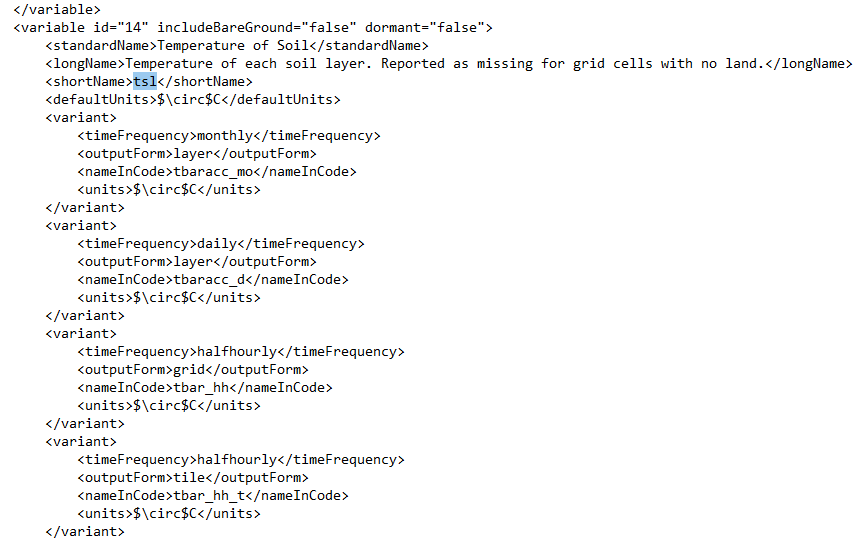 </variable>
<variable id="14" includeBareGround="false" dormant="false">
<standardName>Temperature of Soil</standardName>
<longName>Temperature of each soil layer. Reported as missing for grid cells with no land.</longName>
<shortName>tsl</shortName>
<defaultUnits>$\circ$C</defaultUnits>
<variant>
<timeFrequency>monthly</timeFrequency>
<outputForm>layer</outputForm>
<nameInCode>tbaracc_mo</nameInCode>
<units>$\circ$C</units>
</variant>
<variant>
<timeFrequency>daily</timeFrequency>
<outputForm>layer</outputForm>
<nameInCode>tbaracc_d</nameInCode>
<units>$\circ$C</units>
</variant>
<variant>
<timeFrequency>halfhourly</timeFrequency>
<outputForm>grid</outputForm>
<nameInCode>tbar_hh</nameInCode>
<units>$\circ$C</units>
</variant>
<variant>
<timeFrequency>halfhourly</timeFrequency>
<outputForm>tile</outputForm>
<nameInCode>tbar_hh_t</nameInCode>
<units>$\circ$C</units>
</variant>